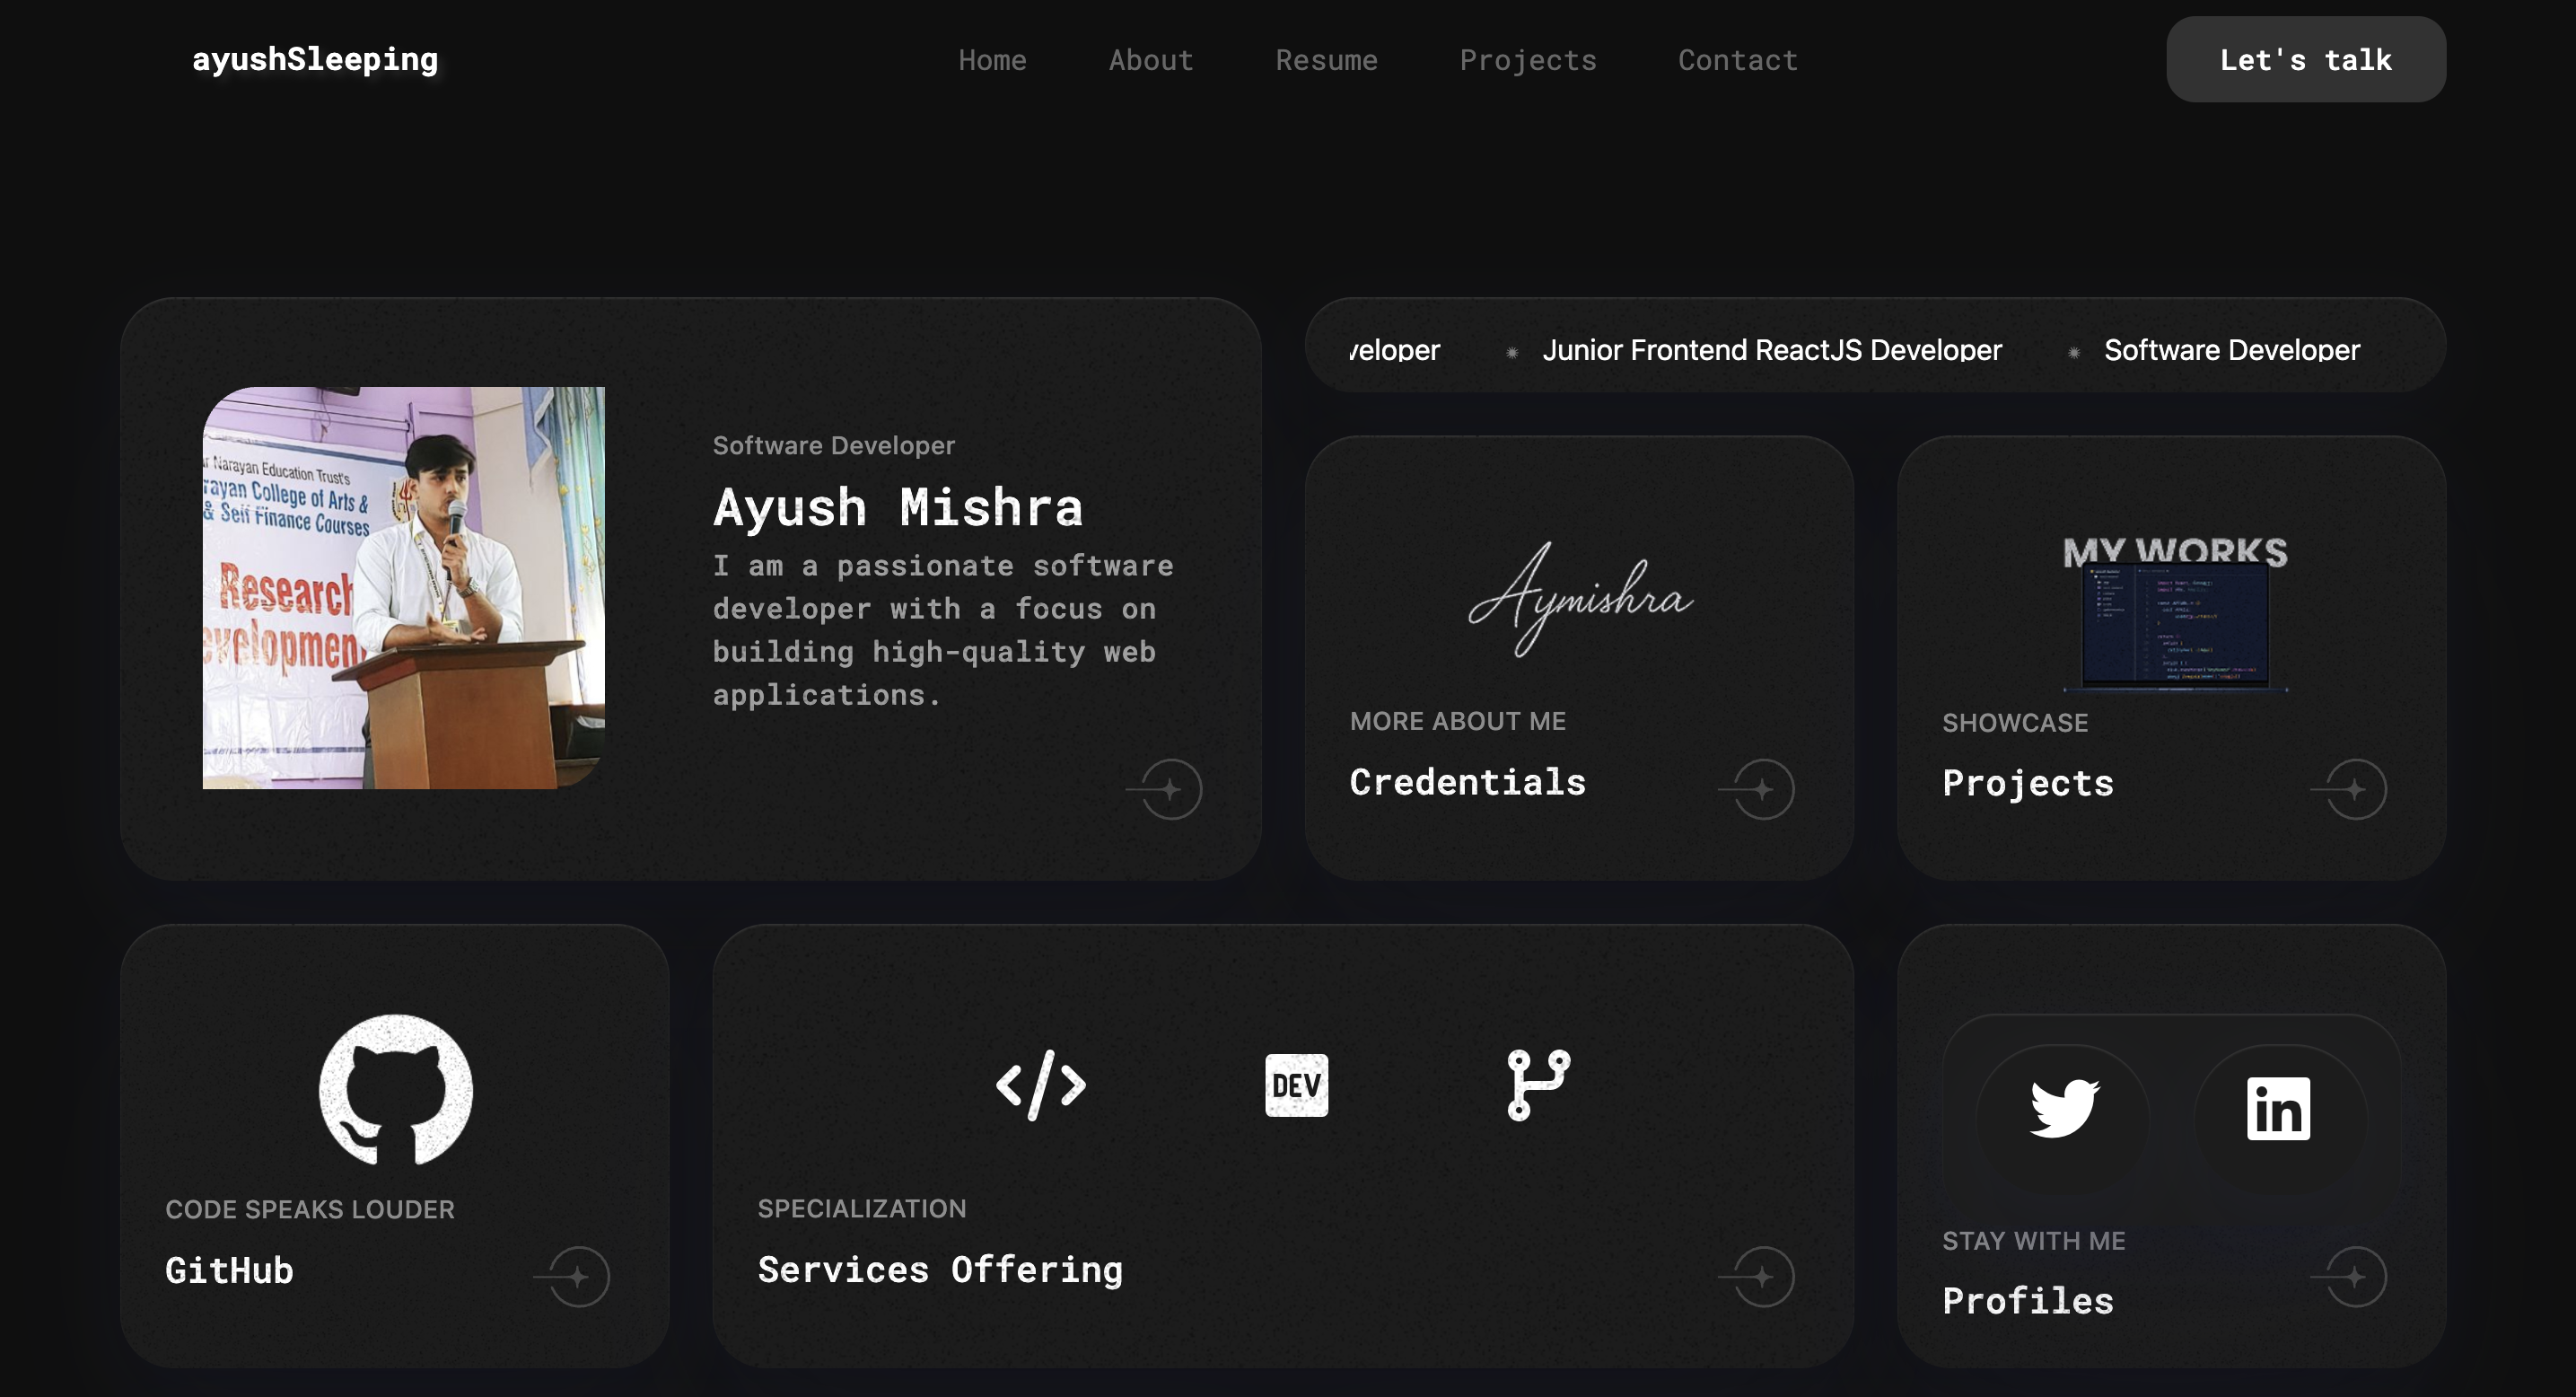 ayushSleeping
Home About Resume Projects Contact
Let's talk
veloper ✷ Junior Frontend ReactJS Developer ✷ Software Developer
r Narayan Education Trust's
rayan College of Arts &
& Self Finance Courses
Research
evelopmen
Software Developer
Ayush Mishra
I am a passionate software
developer with a focus on
building high-quality web
applications.
Aymishra
MORE ABOUT ME
Credentials
MY WORKS
SHOWCASE
Projects
CODE SPEAKS LOUDER
GitHub
</>
DEV
SPECIALIZATION
Services Offering
in
STAY WITH ME
Profiles